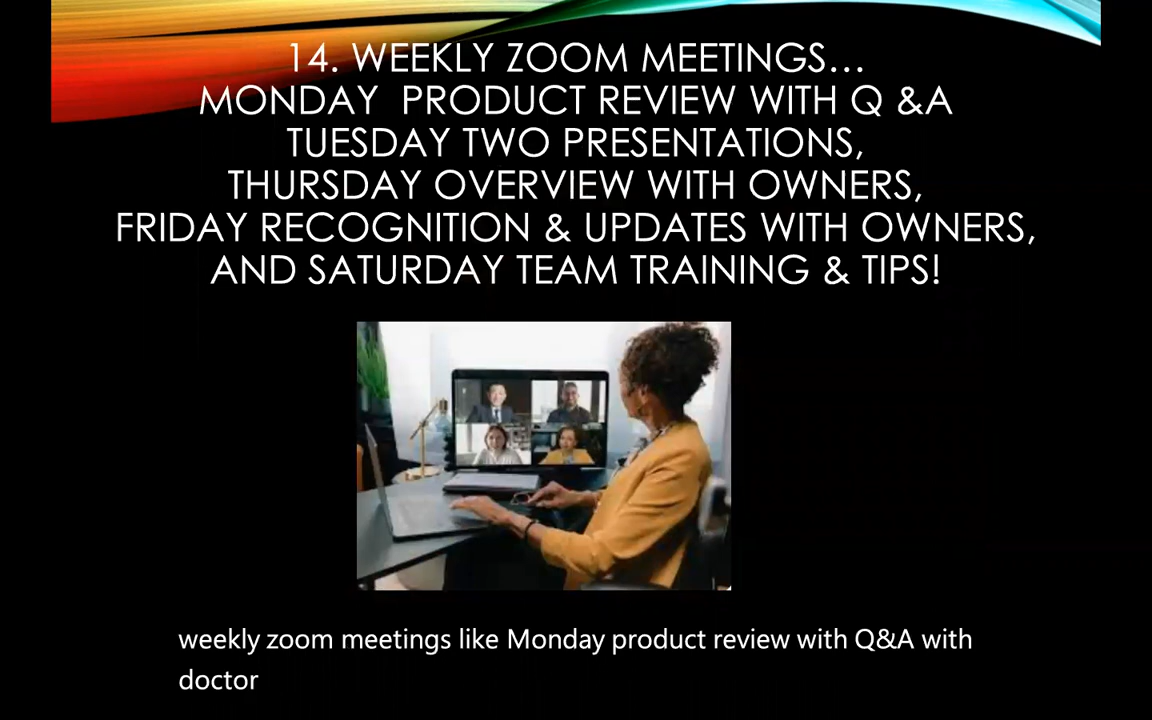 14. WEEKLY ZOOM MEETINGS...
MONDAY  PRODUCT REVIEW WITH Q &A
TUESDAY TWO PRESENTATIONS,
THURSDAY OVERVIEW WITH OWNERS,
FRIDAY RECOGNITION & UPDATES WITH OWNERS,
AND SATURDAY TEAM TRAINING & TIPS!
weekly zoom meetings like Monday product review with Q&A with
doctor